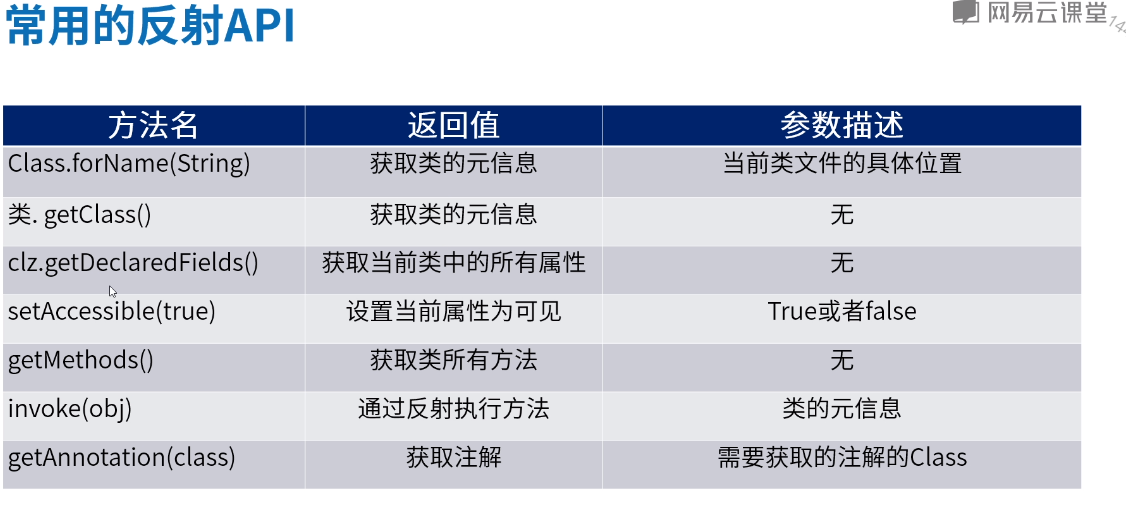 常用的反射API
网易云课堂
方法名 返回值 参数描述
Class.forName(String) 获取类的元信息 当前类文件的具体位置
类. getClass() 获取类的元信息 无
clz.getDeclaredFields() 获取当前类中的所有属性 无
setAccessible(true) 设置当前属性为可见 True或者false
getMethods() 获取类所有方法 无
invoke(obj) 通过反射执行方法 类的元信息
getAnnotation(class) 获取注解 需要获取的注解的Class